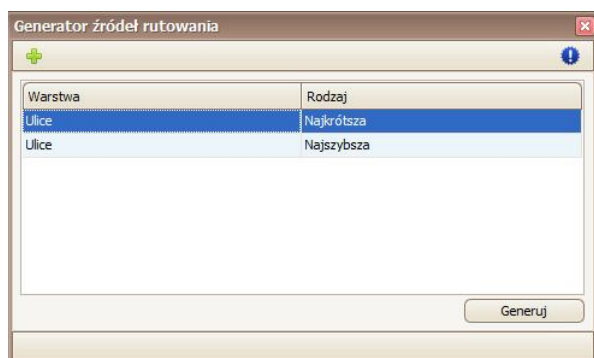 Generator źródeł rutowania
Warstwa Rodzaj
Ulice Najkrótsza
Ulice Najszybsza
Generuj